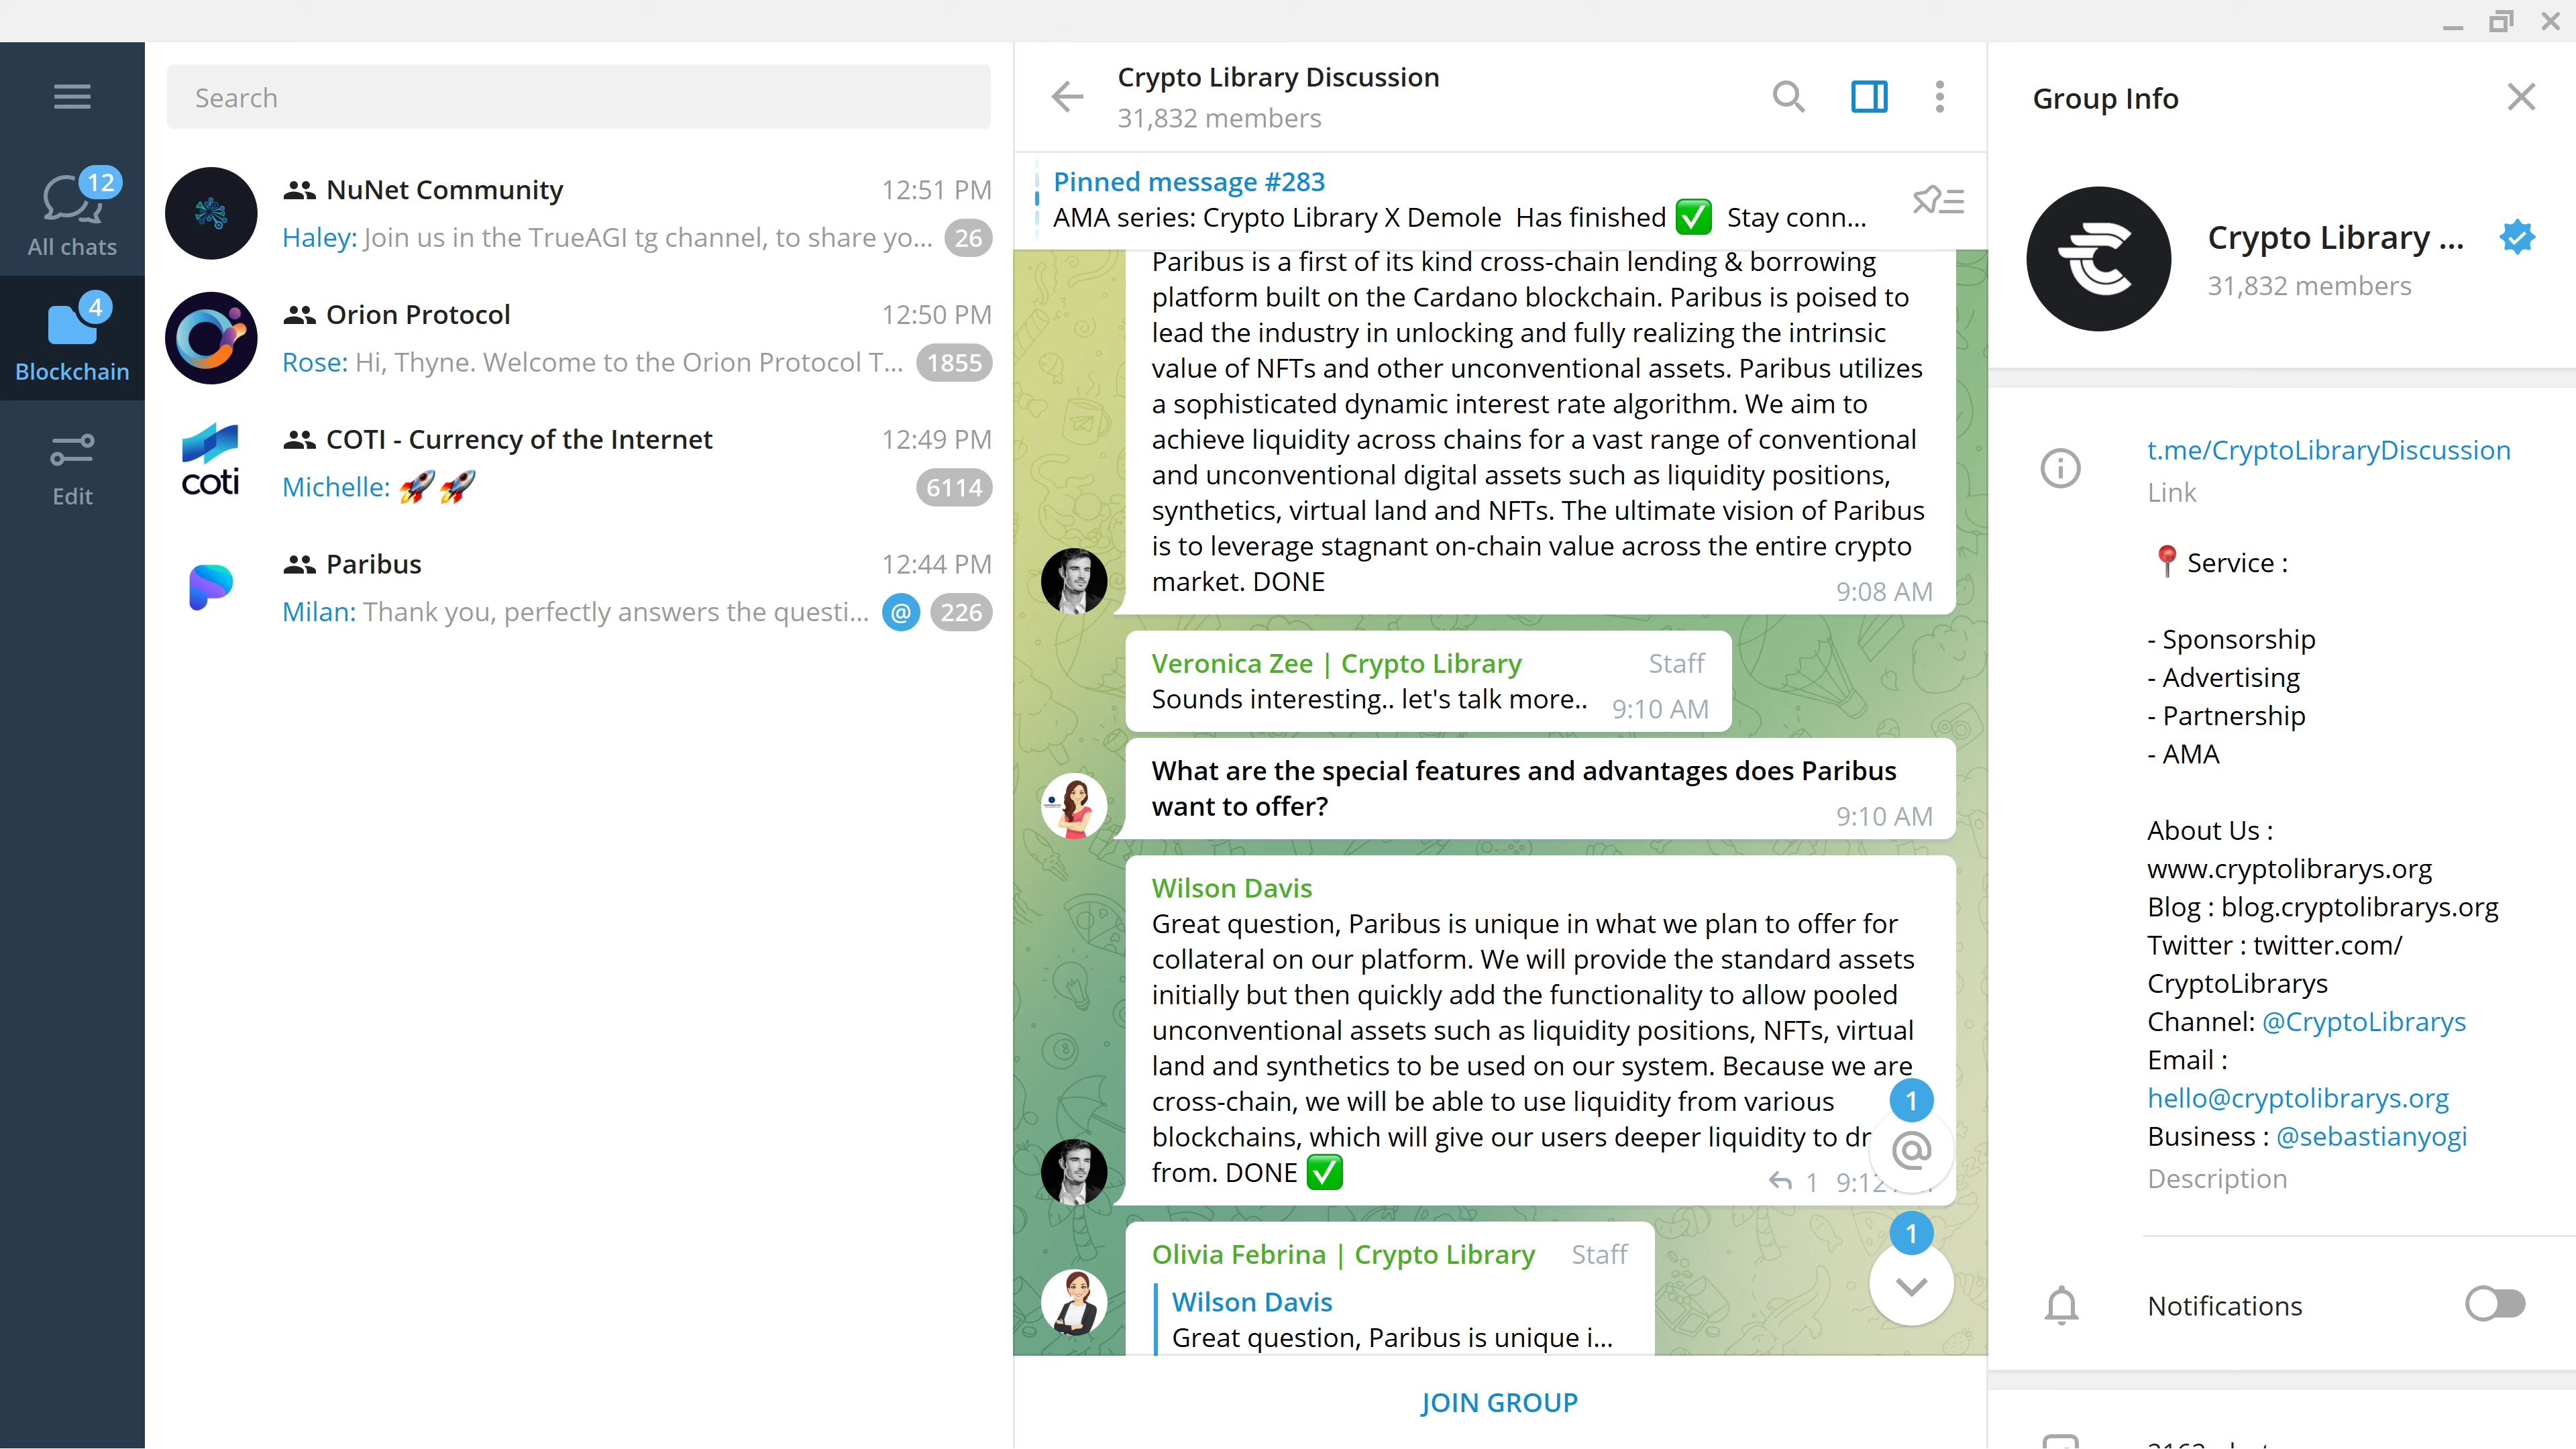 12
All chats
4
Blockchain
Edit
Search
NuNet Community 12:51 PM
Haley: Join us in the TrueAGI tg channel, to share yo... 26
Orion Protocol 12:50 PM
Rose: Hi, Thyne. Welcome to the Orion Protocol T... 1855
coti
COTI - Currency of the Internet 12:49 PM
Michelle: 🚀🚀 6114
Paribus 12:44 PM
Milan: Thank you, perfectly answers the questi... @ 226
Crypto Library Discussion
31,832 members
Pinned message #283
AMA series: Crypto Library X Demole Has finished ✅ Stay conn...
Paribus is a first of its kind cross-chain lending & borrowing
platform built on the Cardano blockchain. Paribus is poised to
lead the industry in unlocking and fully realizing the intrinsic
value of NFTs and other unconventional assets. Paribus utilizes
a sophisticated dynamic interest rate algorithm. We aim to
achieve liquidity across chains for a vast range of conventional
and unconventional digital assets such as liquidity positions,
synthetics, virtual land and NFTs. The ultimate vision of Paribus
is to leverage stagnant on-chain value across the entire crypto
market. DONE
9:08 AM
Veronica Zee | Crypto Library Staff
Sounds interesting.. let's talk more.. 9:10 AM
What are the special features and advantages does Paribus
want to offer?
9:10 AM
Wilson Davis
Great question, Paribus is unique in what we plan to offer for
collateral on our platform. We will provide the standard assets
initially but then quickly add the functionality to allow pooled
unconventional assets such as liquidity positions, NFTs, virtual
land and synthetics to be used on our system. Because we are
cross-chain, we will be able to use liquidity from various
blockchains, which will give our users deeper liquidity to dr
from. DONE ✅
1 9:12
1
@
1
Olivia Febrina | Crypto Library Staff
Wilson Davis
Great question, Paribus is unique i...
JOIN GROUP
Group Info
Crypto Library ...
31,832 members
t.me/CryptoLibraryDiscussion
Link
📍 Service :
- Sponsorship
- Advertising
- Partnership
- AMA
About Us :
www.cryptolibrarys.org
Blog : blog.cryptolibrarys.org
Twitter : twitter.com/
CryptoLibrarys
Channel: @CryptoLibrarys
Email :
hello@cryptolibrarys.org
Business : @sebastianyogi
Description
Notifications